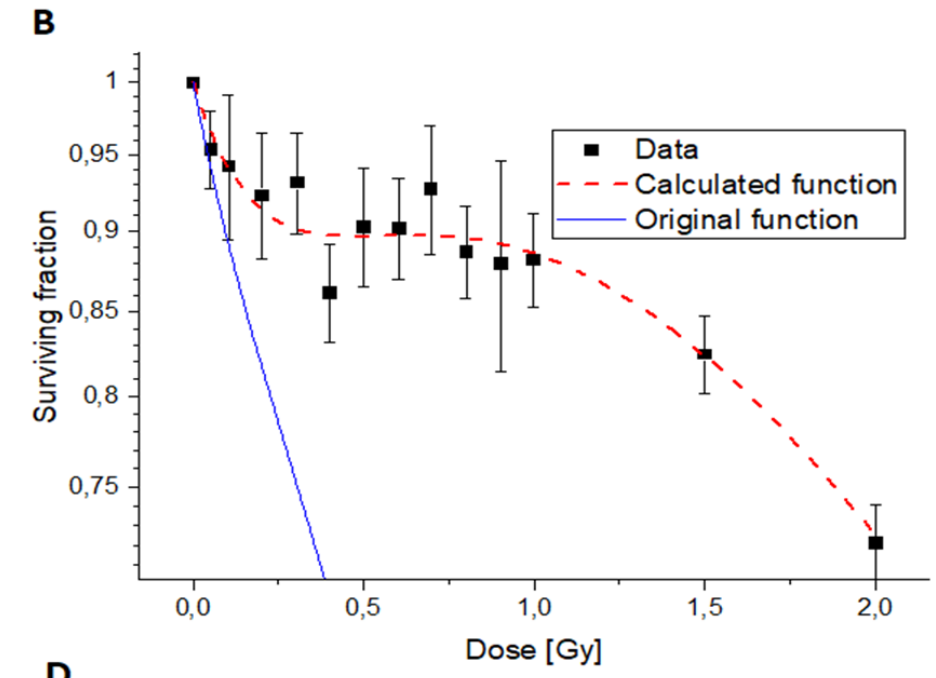 B
1
0,95
0,9
0,85
0,8
0,75
Surviving fraction
Data
Calculated function
Original function
0,0 0,5 1,0 1,5 2,0
Dose [Gy]
D